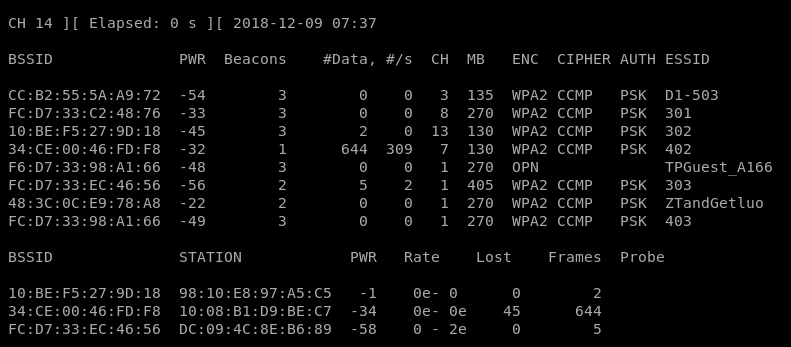 CH 14 ][ Elapsed: 0 s ][ 2018-12-09 07:37
BSSID PWR Beacons #Data, #/s CH MB ENC CIPHER AUTH ESSID
CC:B2:55:5A:A9:72 -54 3 0 0 3 135 WPA2 CCMP PSK D1-503
FC:D7:33:C2:48:76 -33 3 0 0 8 270 WPA2 CCMP PSK 301
10:BE:F5:27:9D:18 -45 3 2 0 13 130 WPA2 CCMP PSK 302
34:CE:00:46:FD:F8 -32 1 644 309 7 130 WPA2 CCMP PSK 402
F6:D7:33:98:A1:66 -48 3 0 0 1 270 OPN TPGuest_A166
FC:D7:33:EC:46:56 -56 2 5 2 1 405 WPA2 CCMP PSK 303
48:3C:0C:E9:78:A8 -22 2 0 0 1 270 WPA2 CCMP PSK ZTandGetluo
FC:D7:33:98:A1:66 -49 3 0 0 1 270 WPA2 CCMP PSK 403
BSSID STATION PWR Rate Lost Frames Probe
10:BE:F5:27:9D:18 98:10:E8:97:A5:C5 -1 0e- 0 0 2
34:CE:00:46:FD:F8 10:08:B1:D9:BE:C7 -34 0e- 0e 45 644
FC:D7:33:EC:46:56 DC:09:4C:8E:B6:89 -58 0 - 2e 0 5